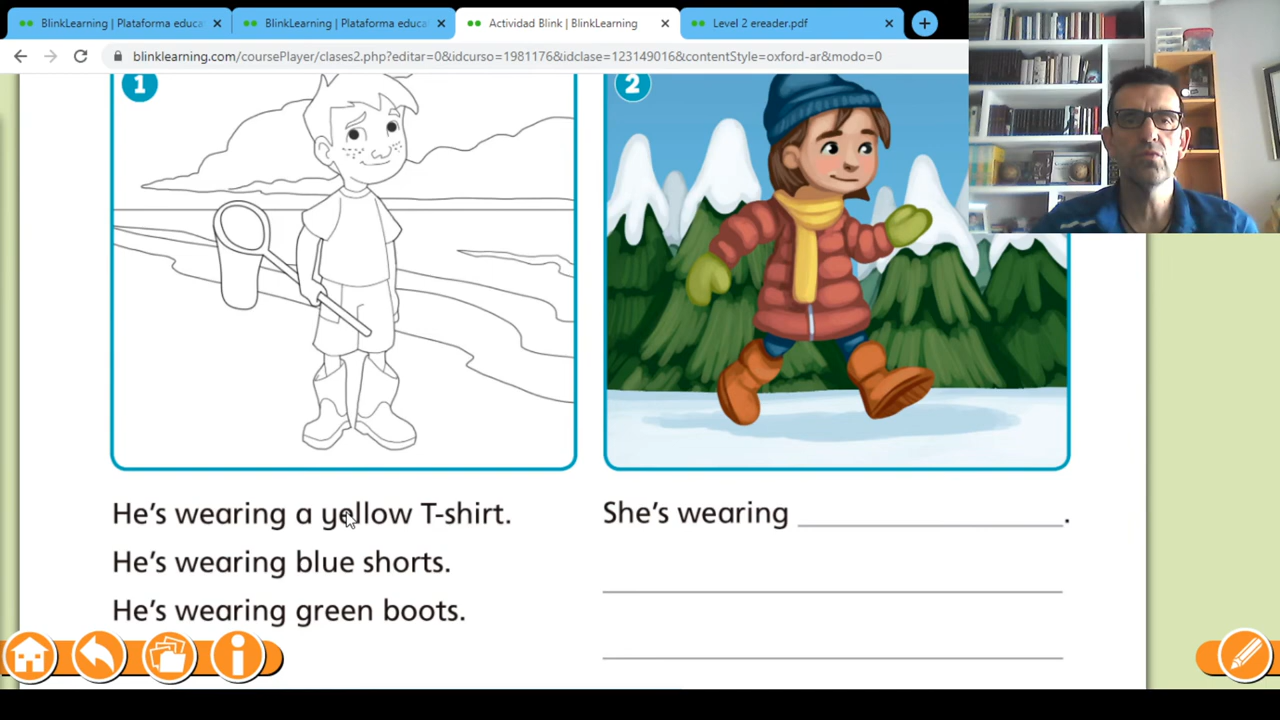 BlinkLearning | Plataforma educa
BlinkLearning | Plataforma educa
Actividad Blink | BlinkLearning
Level 2 ereader.pdf
blinklearning.com/coursePlayer/clases2.php?editar=0&idcurso=1981176&idclase=123149016&contentStyle=oxford-ar&modo=0
1
2
He's wearing a yellow T-shirt.
He's wearing blue shorts.
He's wearing green boots.
She's wearing ____________________.